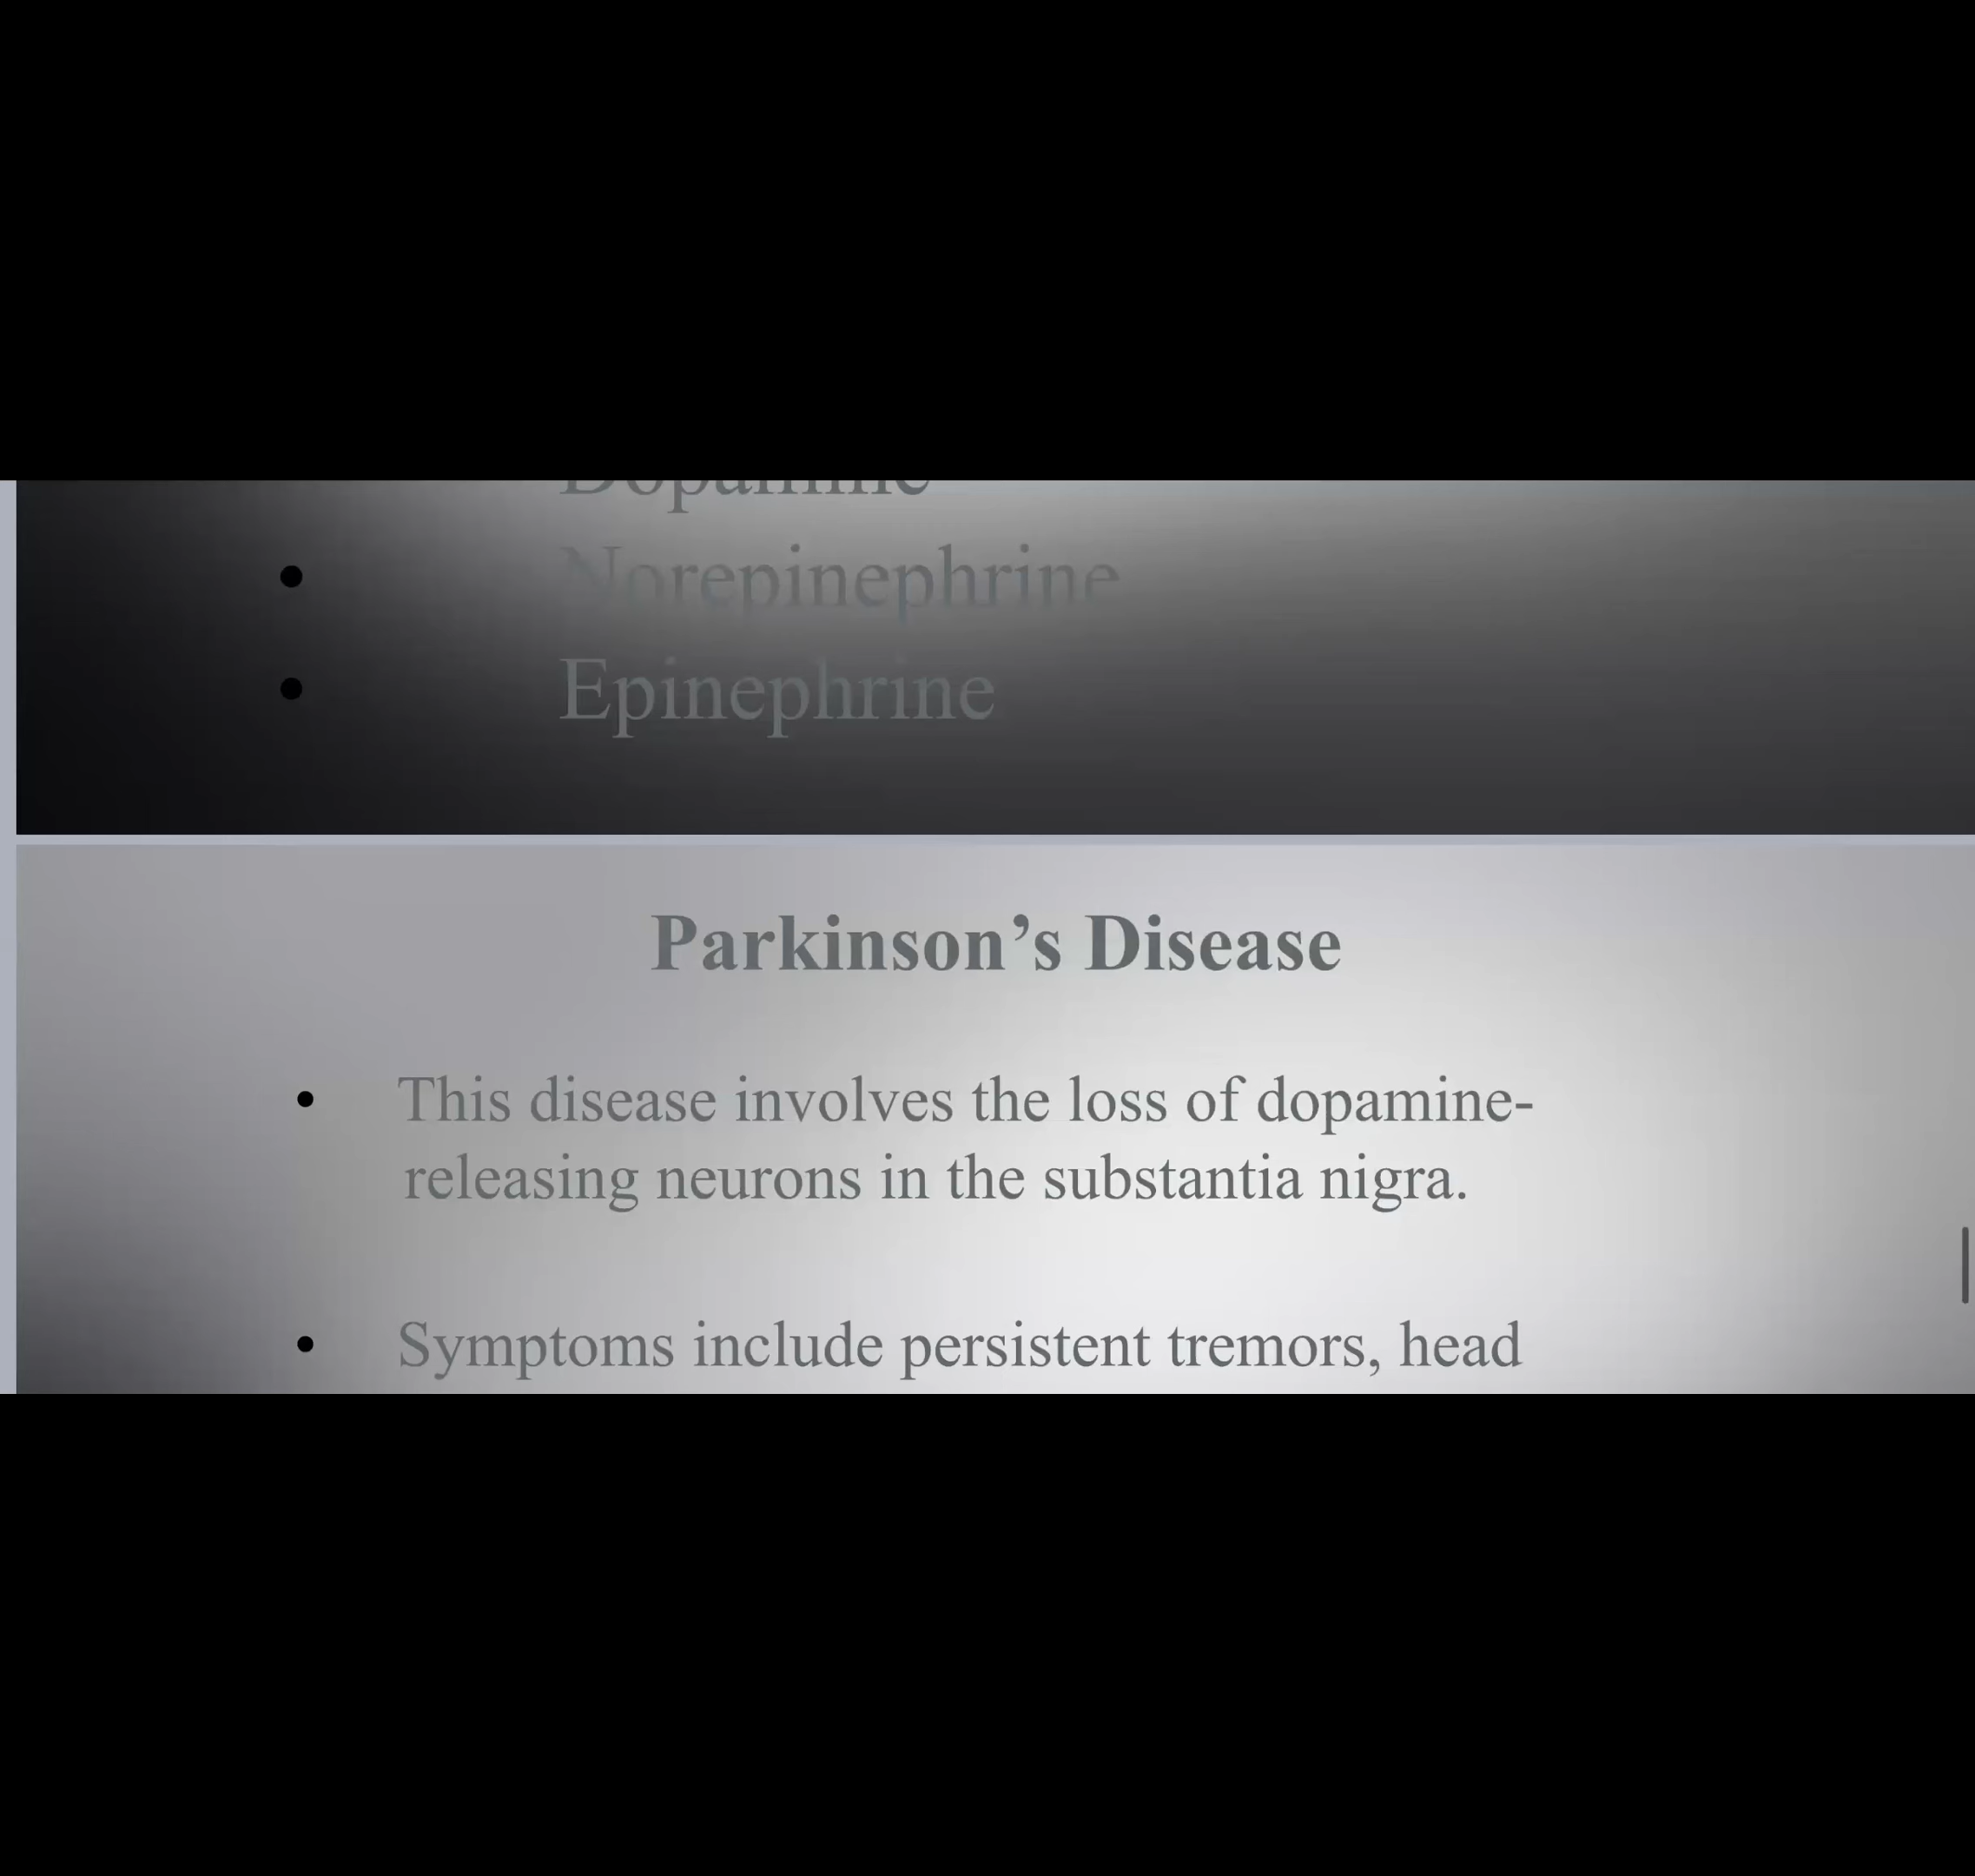 Dopamine
• Norepinephrine
• Epinephrine
Parkinson’s Disease
• This disease involves the loss of dopamine-
releasing neurons in the substantia nigra.
• Symptoms include persistent tremors, head